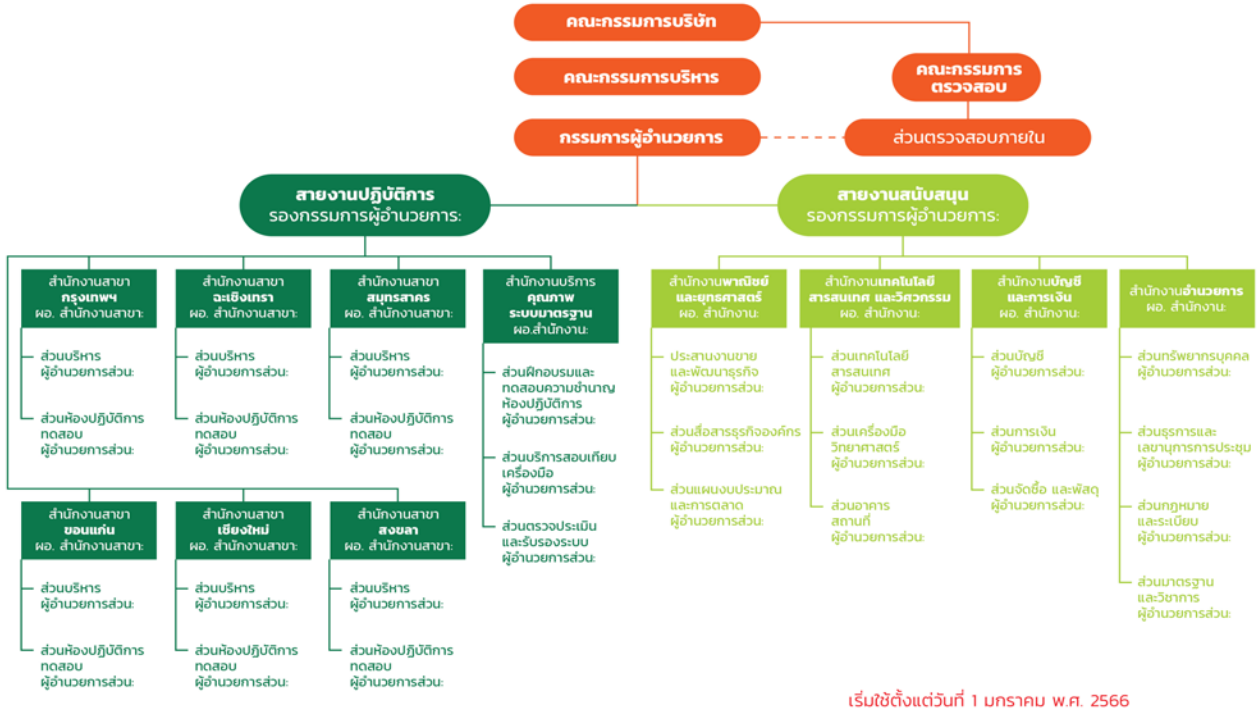 คณะกรรมการบริษัท
คณะกรรมการบริหาร
คณะกรรมการ
ตรวจสอบ
กรรมการผู้อำนวยการ
ส่วนตรวจสอบภายใน
สายงานปฏิบัติการ
รองกรรมการผู้อำนวยการ:
สายงานสนับสนุน
รองกรรมการผู้อำนวยการ:
สำนักงานสาขา
กรุงเทพฯ
ผอ. สำนักงานสาขา:
ส่วนบริหาร
ผู้อำนวยการส่วน:
ส่วนห้องปฏิบัติการ
ทดสอบ
ผู้อำนวยการส่วน:
สำนักงานสาขา
ฉะเชิงเทรา
ผอ. สำนักงานสาขา:
ส่วนบริหาร
ผู้อำนวยการส่วน:
ส่วนห้องปฏิบัติการ
ทดสอบ
ผู้อำนวยการส่วน:
สำนักงานสาขา
สมุทรสาคร
ผอ. สำนักงานสาขา:
ส่วนบริหาร
ผู้อำนวยการส่วน:
ส่วนห้องปฏิบัติการ
ทดสอบ
ผู้อำนวยการส่วน:
สำนักงานบริการ
คุณภาพ
ระบบมาตรฐาน
ผอ.สำนักงาน:
ส่วนฝึกอบรมและ
ทดสอบความชำนาญ
ห้องปฏิบัติการ
ผู้อำนวยการส่วน:
ส่วนบริการสอบเทียบ
เครื่องมือ
ผู้อำนวยการส่วน:
ส่วนตรวจประเมิน
และรับรองระบบ
ผู้อำนวยการส่วน:
สำนักงานสาขา
ขอนแก่น
ผอ. สำนักงานสาขา:
ส่วนบริหาร
ผู้อำนวยการส่วน:
ส่วนห้องปฏิบัติการ
ทดสอบ
ผู้อำนวยการส่วน:
สำนักงานสาขา
เชียงใหม่
ผอ. สำนักงานสาขา:
ส่วนบริหาร
ผู้อำนวยการส่วน:
ส่วนห้องปฏิบัติการ
ทดสอบ
ผู้อำนวยการส่วน:
สำนักงานสาขา
สงขลา
ผอ. สำนักงานสาขา:
ส่วนบริหาร
ผู้อำนวยการส่วน:
ส่วนห้องปฏิบัติการ
ทดสอบ
ผู้อำนวยการส่วน:
สำนักงานพาณิชย์
และยุทธศาสตร์
ผอ. สำนักงาน:
ประสานงานขาย
และพัฒนาธุรกิจ
ผู้อำนวยการส่วน:
ส่วนสื่อสารธุรกิจองค์กร
ผู้อำนวยการส่วน:
ส่วนแผนงบประมาณ
และการตลาด
ผู้อำนวยการส่วน:
สำนักงานเทคโนโลยี
สารสนเทศ และวิศวกรรม
ผอ. สำนักงาน:
ส่วนเทคโนโลยี
สารสนเทศ
ผู้อำนวยการส่วน:
ส่วนเครื่องมือ
วิทยาศาสตร์
ผู้อำนวยการส่วน:
ส่วนอาคาร
สถานที่
ผู้อำนวยการส่วน:
สำนักงานบัญชี
และการเงิน
ผอ. สำนักงาน:
ส่วนบัญชี
ผู้อำนวยการส่วน:
ส่วนการเงิน
ผู้อำนวยการส่วน:
ส่วนจัดซื้อ และพัสดุ
ผู้อำนวยการส่วน:
สำนักงานอำนวยการ
ผอ. สำนักงาน:
ส่วนทรัพยากรบุคคล
ผู้อำนวยการส่วน:
ส่วนธุรการและ
เลขานุการการประชุม
ผู้อำนวยการส่วน:
ส่วนกฎหมาย
และระเบียบ
ผู้อำนวยการส่วน:
ส่วนมาตรฐาน
และวิชาการ
ผู้อำนวยการส่วน:
เริ่มใช้ตั้งแต่วันที่ 1 มกราคม พ.ศ. 2566